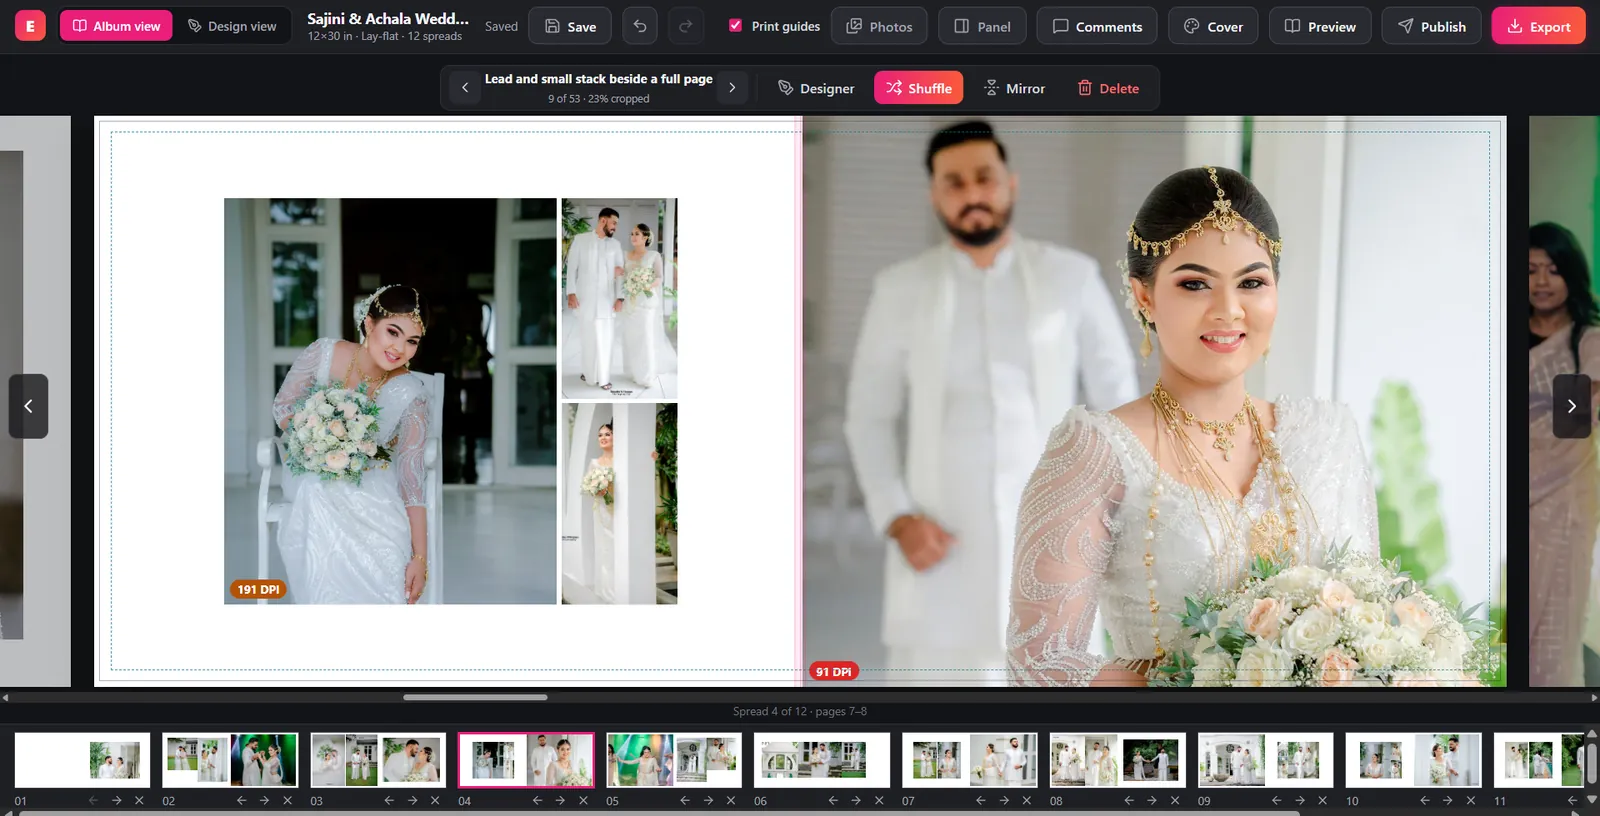 E
Album view
Design view
Sajini & Achala Wedd...
12×30 in · Lay-flat · 12 spreads
Saved
Save
Print guides
Photos
Panel
Comments
Cover
Preview
Publish
Export
Lead and small stack beside a full page
9 of 53 · 23% cropped
Designer
Shuffle
Mirror
Delete
191 DPI
91 DPI
Spread 4 of 12 · pages 7–8
01
02
03
04
05
06
07
08
09
10
11